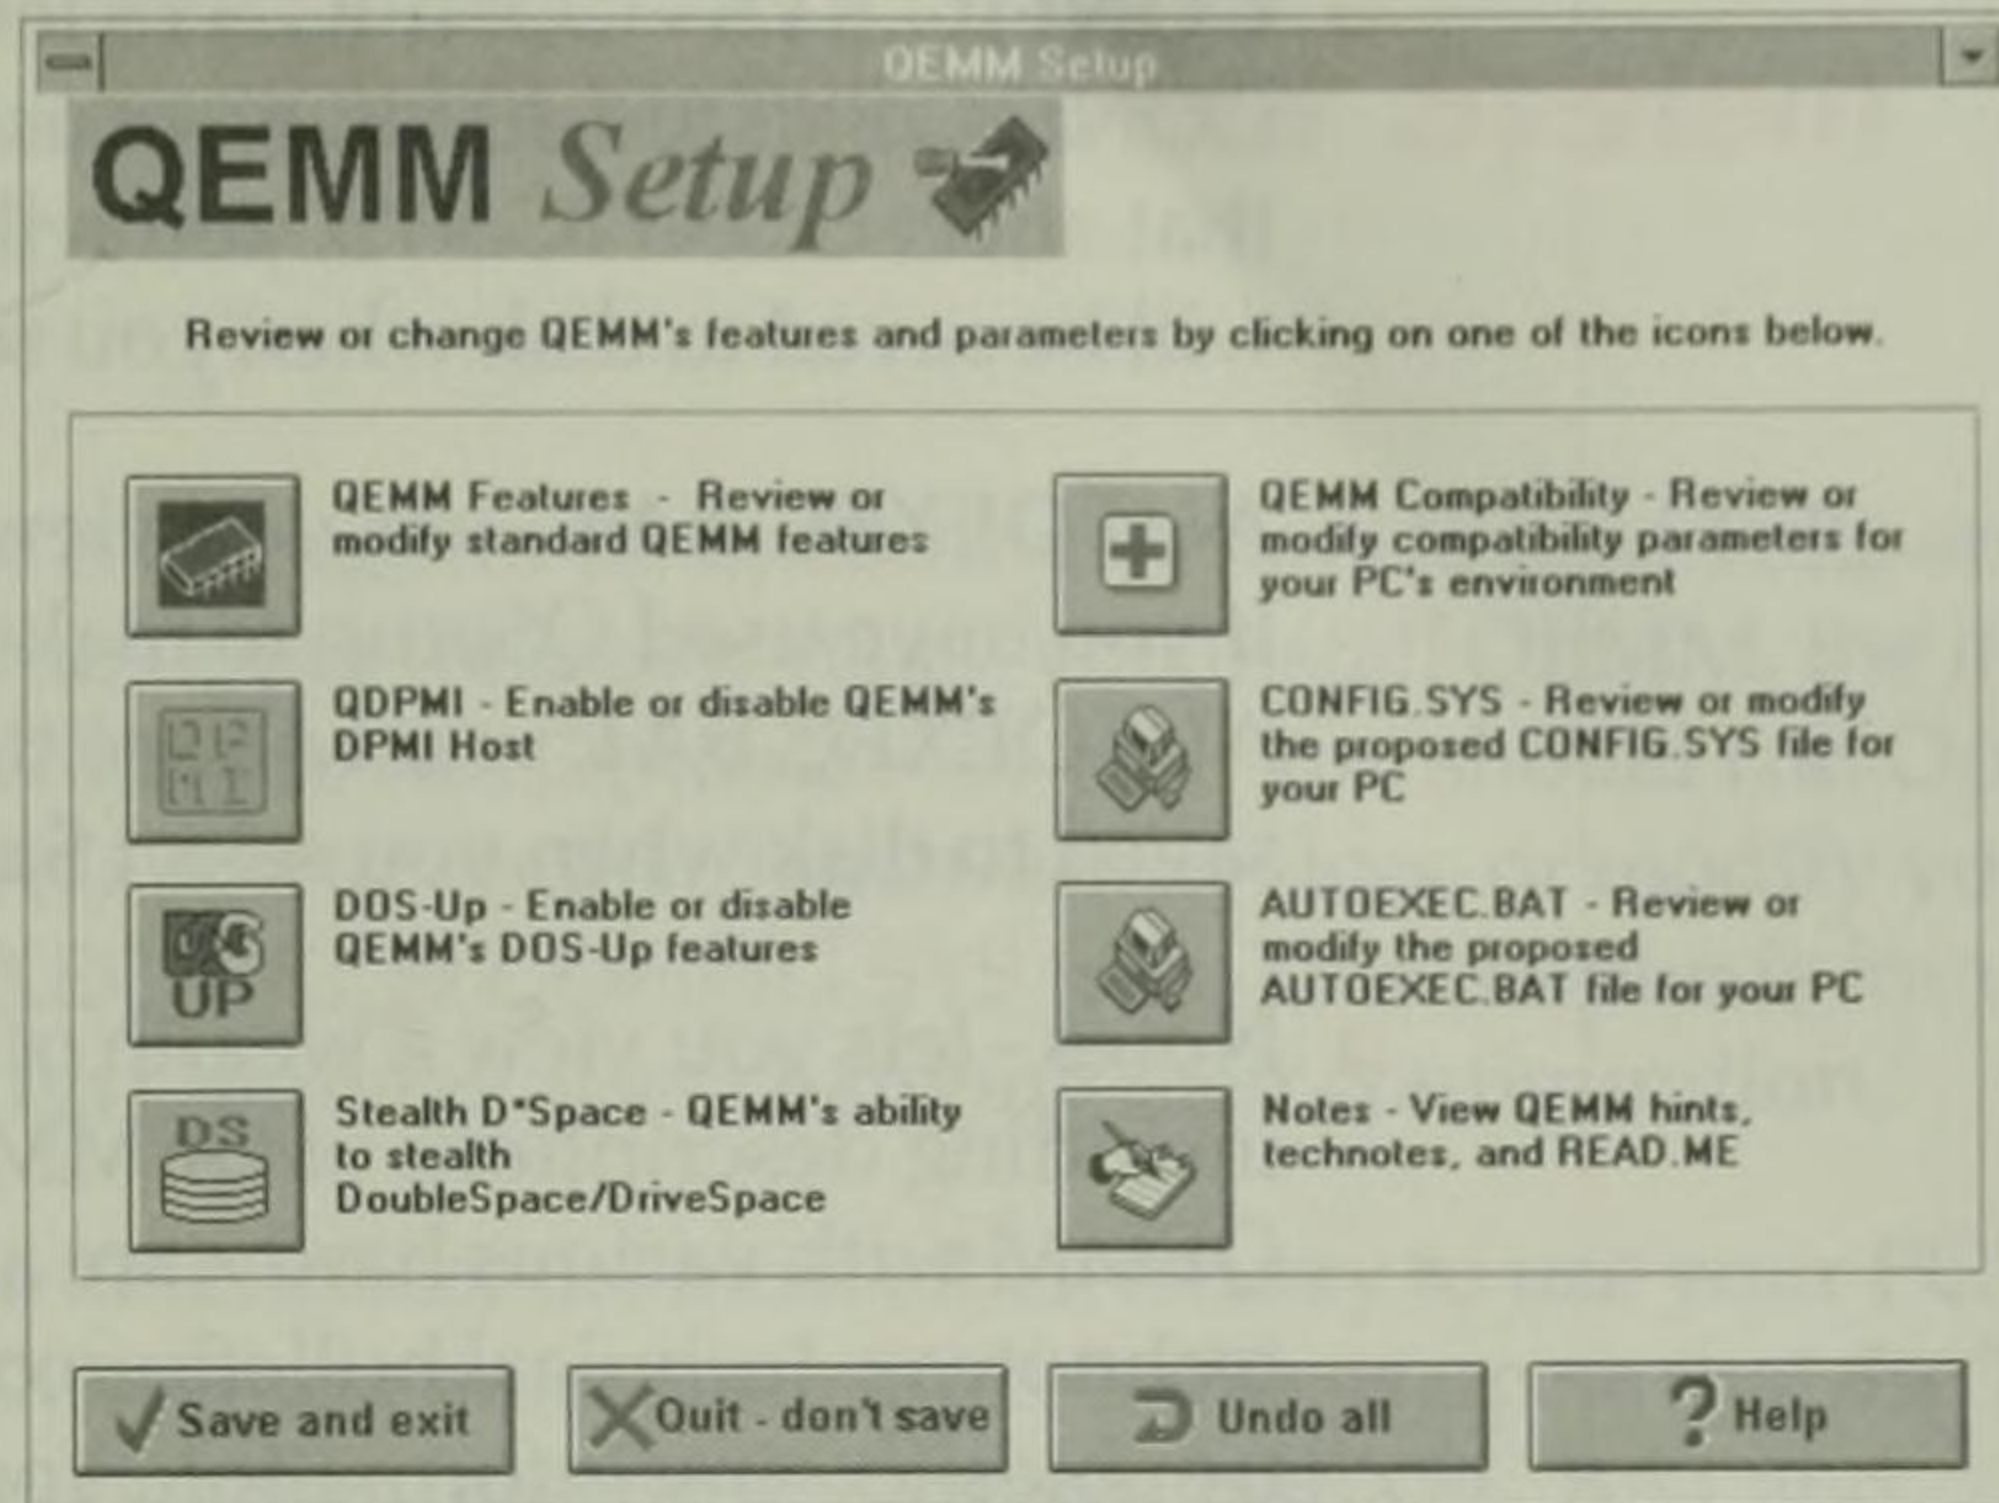 QEMM Setup
QEMM Setup
Review or change QEMM's features and parameters by clicking on one of the icons below.
QEMM Features - Review or
modify standard QEMM features
DP
MI
QDPMI - Enable or disable QEMM's
DPMI Host
DOS
UP
DOS-Up - Enable or disable
QEMM's DOS-Up features
DS
Stealth D*Space - QEMM's ability
to stealth
DoubleSpace/DriveSpace
QEMM Compatibility - Review or
modify compatibility parameters for
your PC's environment
CONFIG.SYS - Review or modify
the proposed CONFIG.SYS file for
your PC
AUTOEXEC.BAT - Review or
modify the proposed
AUTOEXEC.BAT file for your PC
Notes - View QEMM hints,
technotes, and READ.ME
Save and exit
Quit - don't save
Undo all
? Help